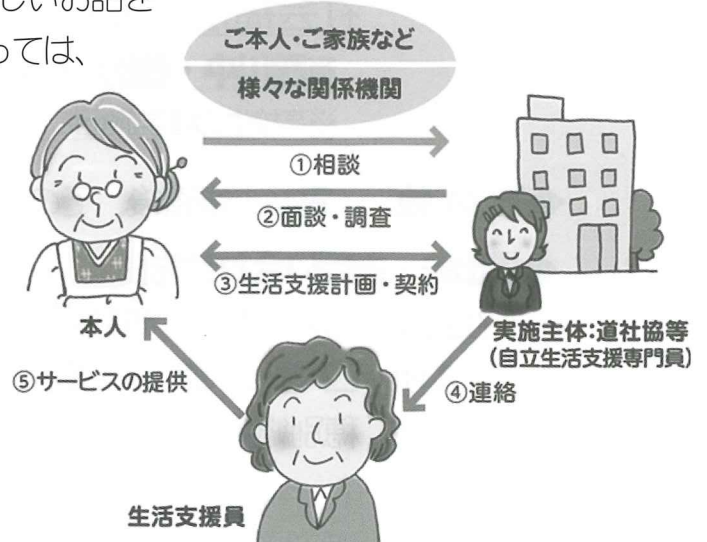 しいお話を
っては、
ご本人・ご家族など
様々な関係機関
①相談
②面談・調査
③生活支援計画・契約
本人
実施主体:道社協等
(自立生活支援専門員)
⑤サービスの提供
④連絡
生活支援員